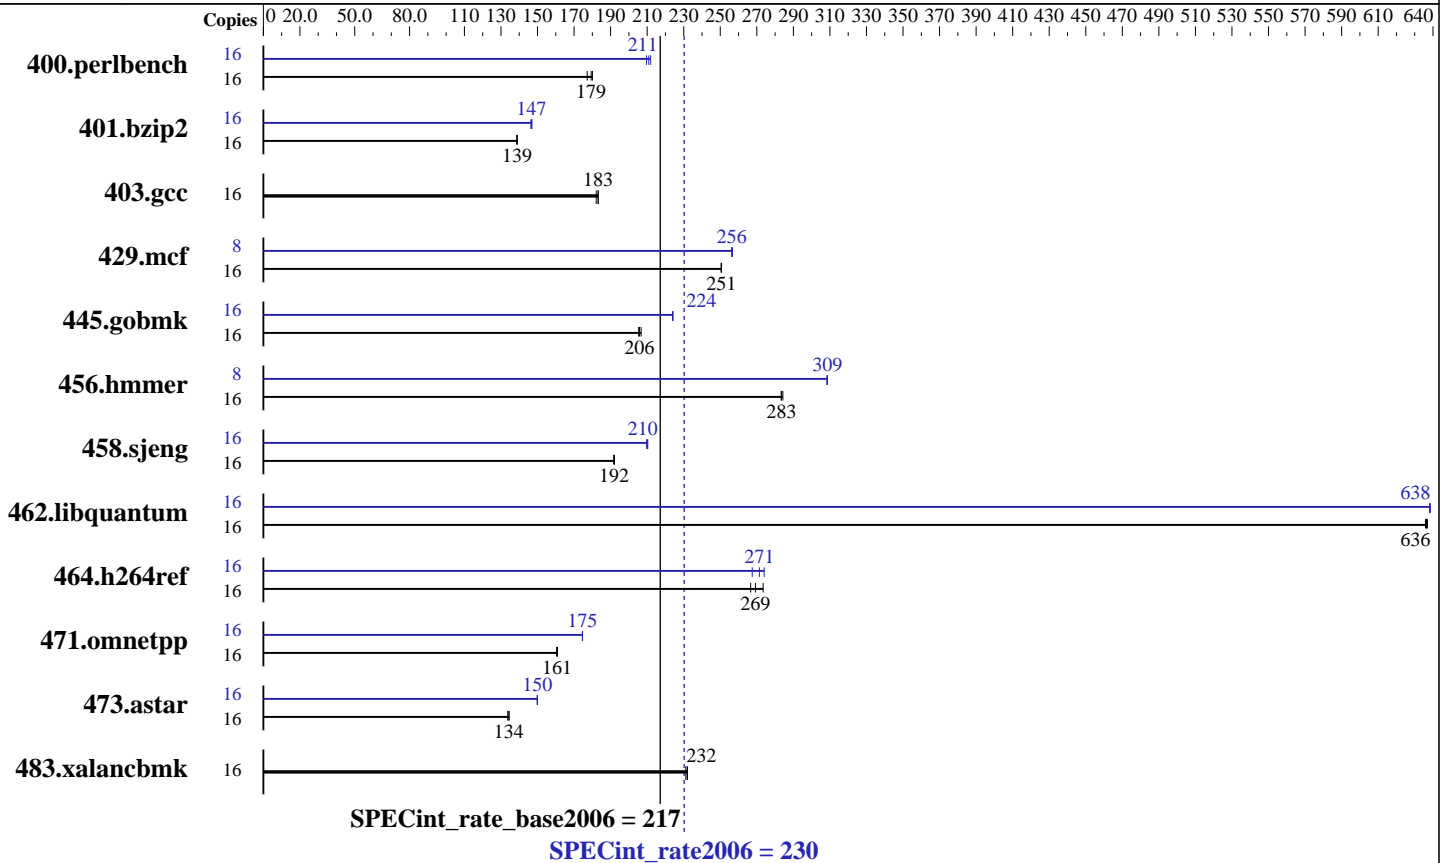 Copies 0 20.0 50.0 80.0 110 130 150 170 190 210 230 250 270 290 310 330 350 370 390 410 430 450 470 490 510 530 550 570 590 610 640
400.perlbench 16 211
16 179
401.bzip2 16 147
16 139
403.gcc 16 183
429.mcf 8 256
16 251
445.gobmk 16 224
16 206
456.hmmer 8 309
16 283
458.sjeng 16 210
16 192
462.libquantum 16 638
16 636
464.h264ref 16 271
16 269
471.omnetpp 16 175
16 161
473.astar 16 150
16 134
483.xalancbmk 16 232
SPECint_rate_base2006 = 217
SPECint_rate2006 = 230